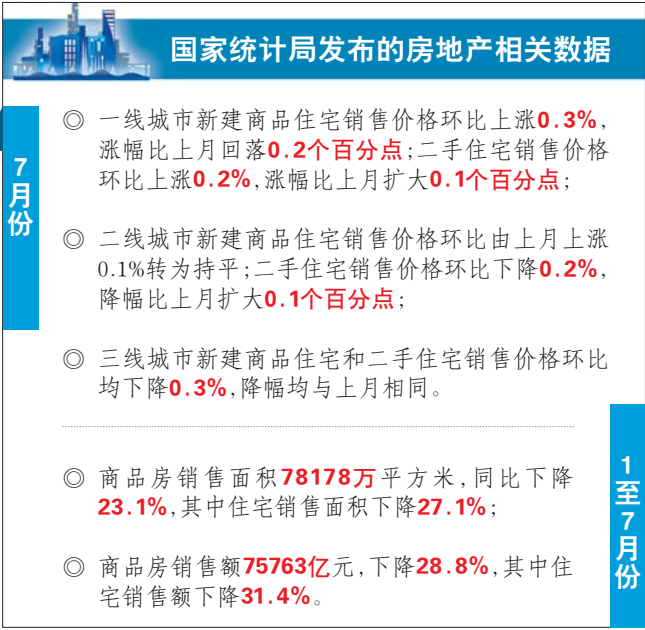 国家统计局发布的房地产相关数据
7月份
◎ 一线城市新建商品住宅销售价格环比上涨0.3%,
涨幅比上月回落0.2个百分点;二手住宅销售价格
环比上涨0.2%,涨幅比上月扩大0.1个百分点;
◎ 二线城市新建商品住宅销售价格环比由上月上涨
0.1%转为持平;二手住宅销售价格环比下降0.2%,
降幅比上月扩大0.1个百分点;
◎ 三线城市新建商品住宅和二手住宅销售价格环比
均下降0.3%,降幅均与上月相同。
1至7月份
◎ 商品房销售面积78178万平方米,同比下降
23.1%,其中住宅销售面积下降27.1%;
◎ 商品房销售额75763亿元,下降28.8%,其中住
宅销售额下降31.4%。